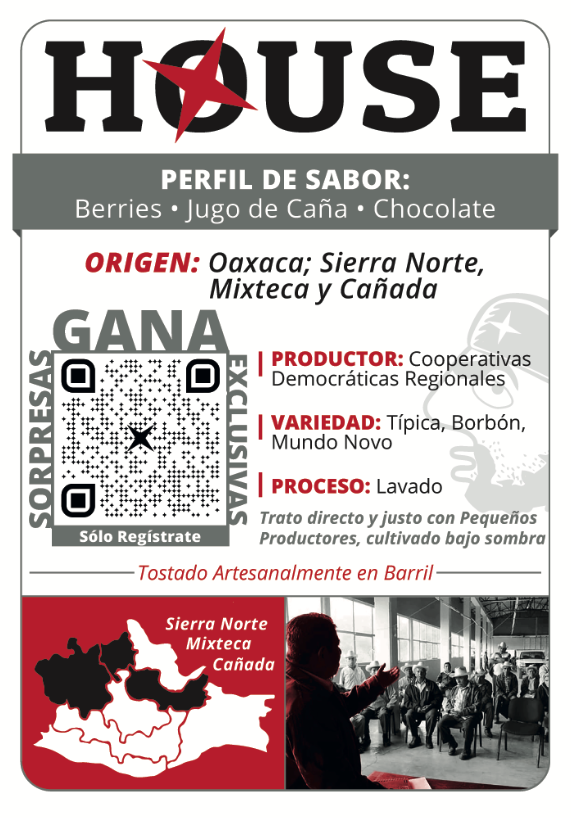 HOUSE
PERFIL DE SABOR:
Berries • Jugo de Caña • Chocolate
ORIGEN: Oaxaca; Sierra Norte,
Mixteca y Cañada
GANA
SORPRESAS
EXCLUSIVAS
Sólo Regístrate
PRODUCTOR: Cooperativas
Democráticas Regionales
VARIEDAD: Típica, Borbón,
Mundo Novo
PROCESO: Lavado
Trato directo y justo con Pequeños
Productores, cultivado bajo sombra
Tostado Artesanalmente en Barril
Sierra Norte
Mixteca
Cañada